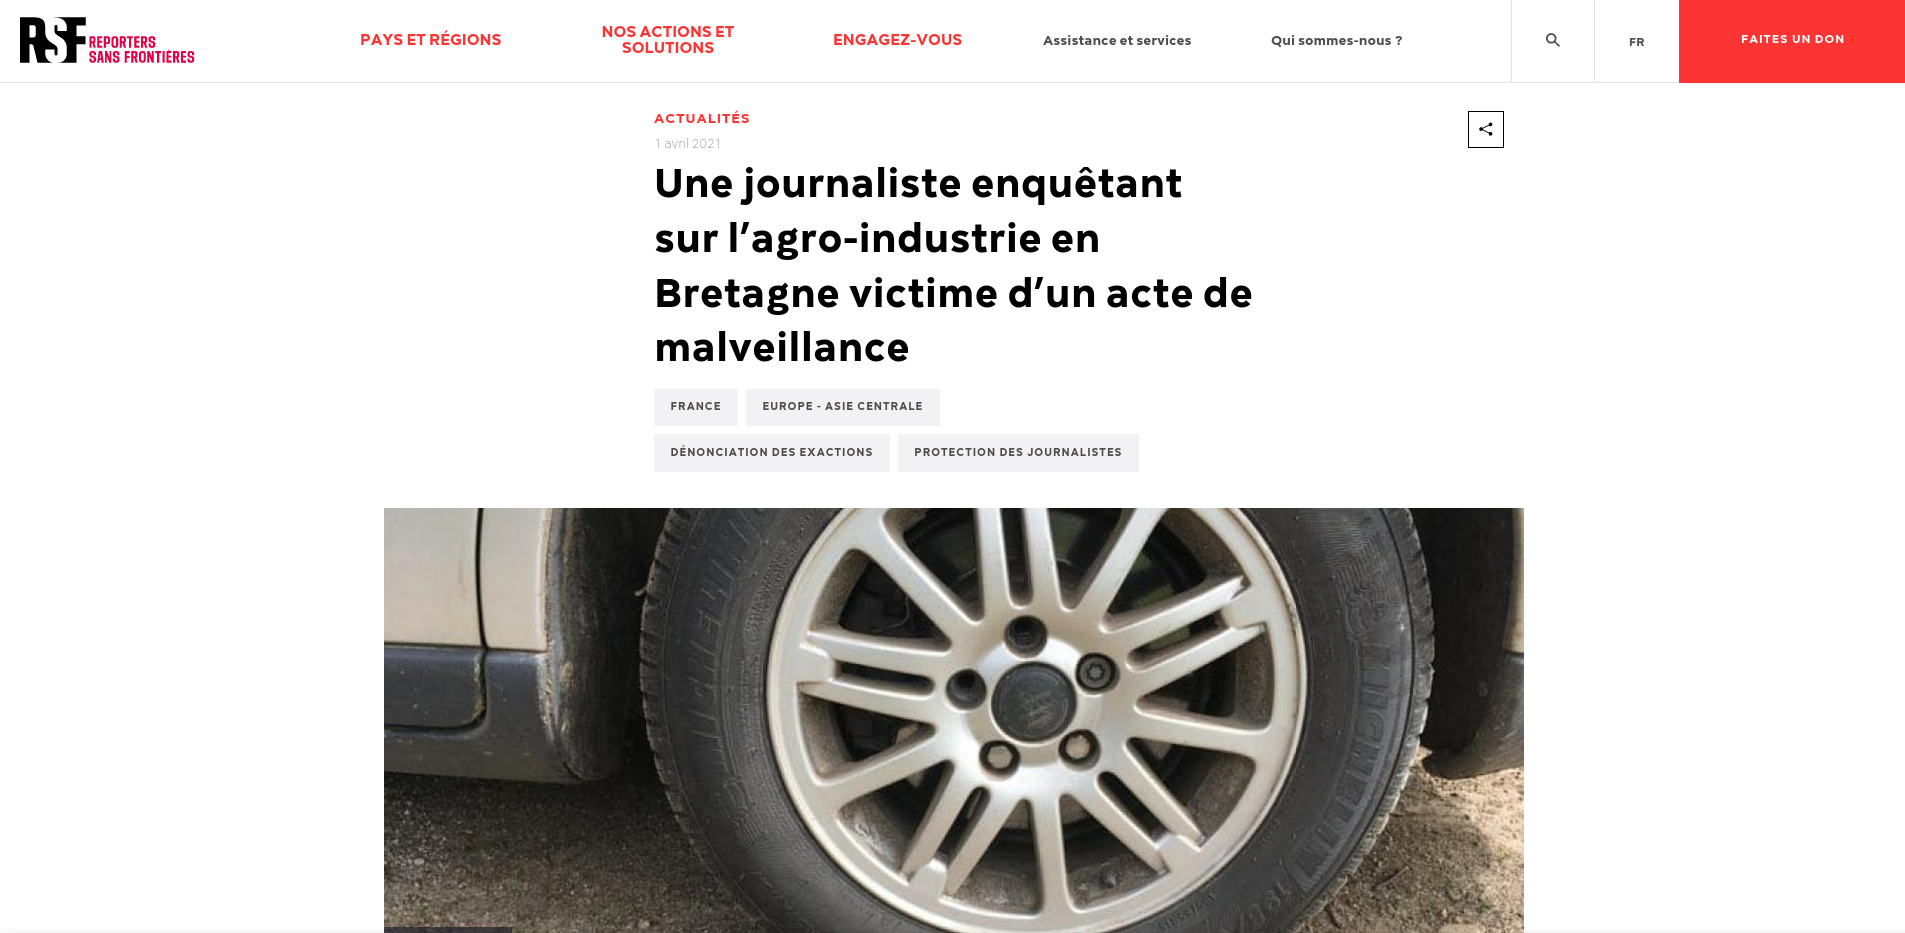 RSF REPORTERS
SANS FRONTIÈRES
PAYS ET RÉGIONS
NOS ACTIONS ET
SOLUTIONS
ENGAGEZ-VOUS
Assistance et services
Qui sommes-nous ?
FR
FAITES UN DON
ACTUALITÉS
1 avril 2021
Une journaliste enquêtant
sur l’agro-industrie en
Bretagne victime d’un acte de
malveillance
FRANCE
EUROPE - ASIE CENTRALE
DÉNONCIATION DES EXACTIONS
PROTECTION DES JOURNALISTES